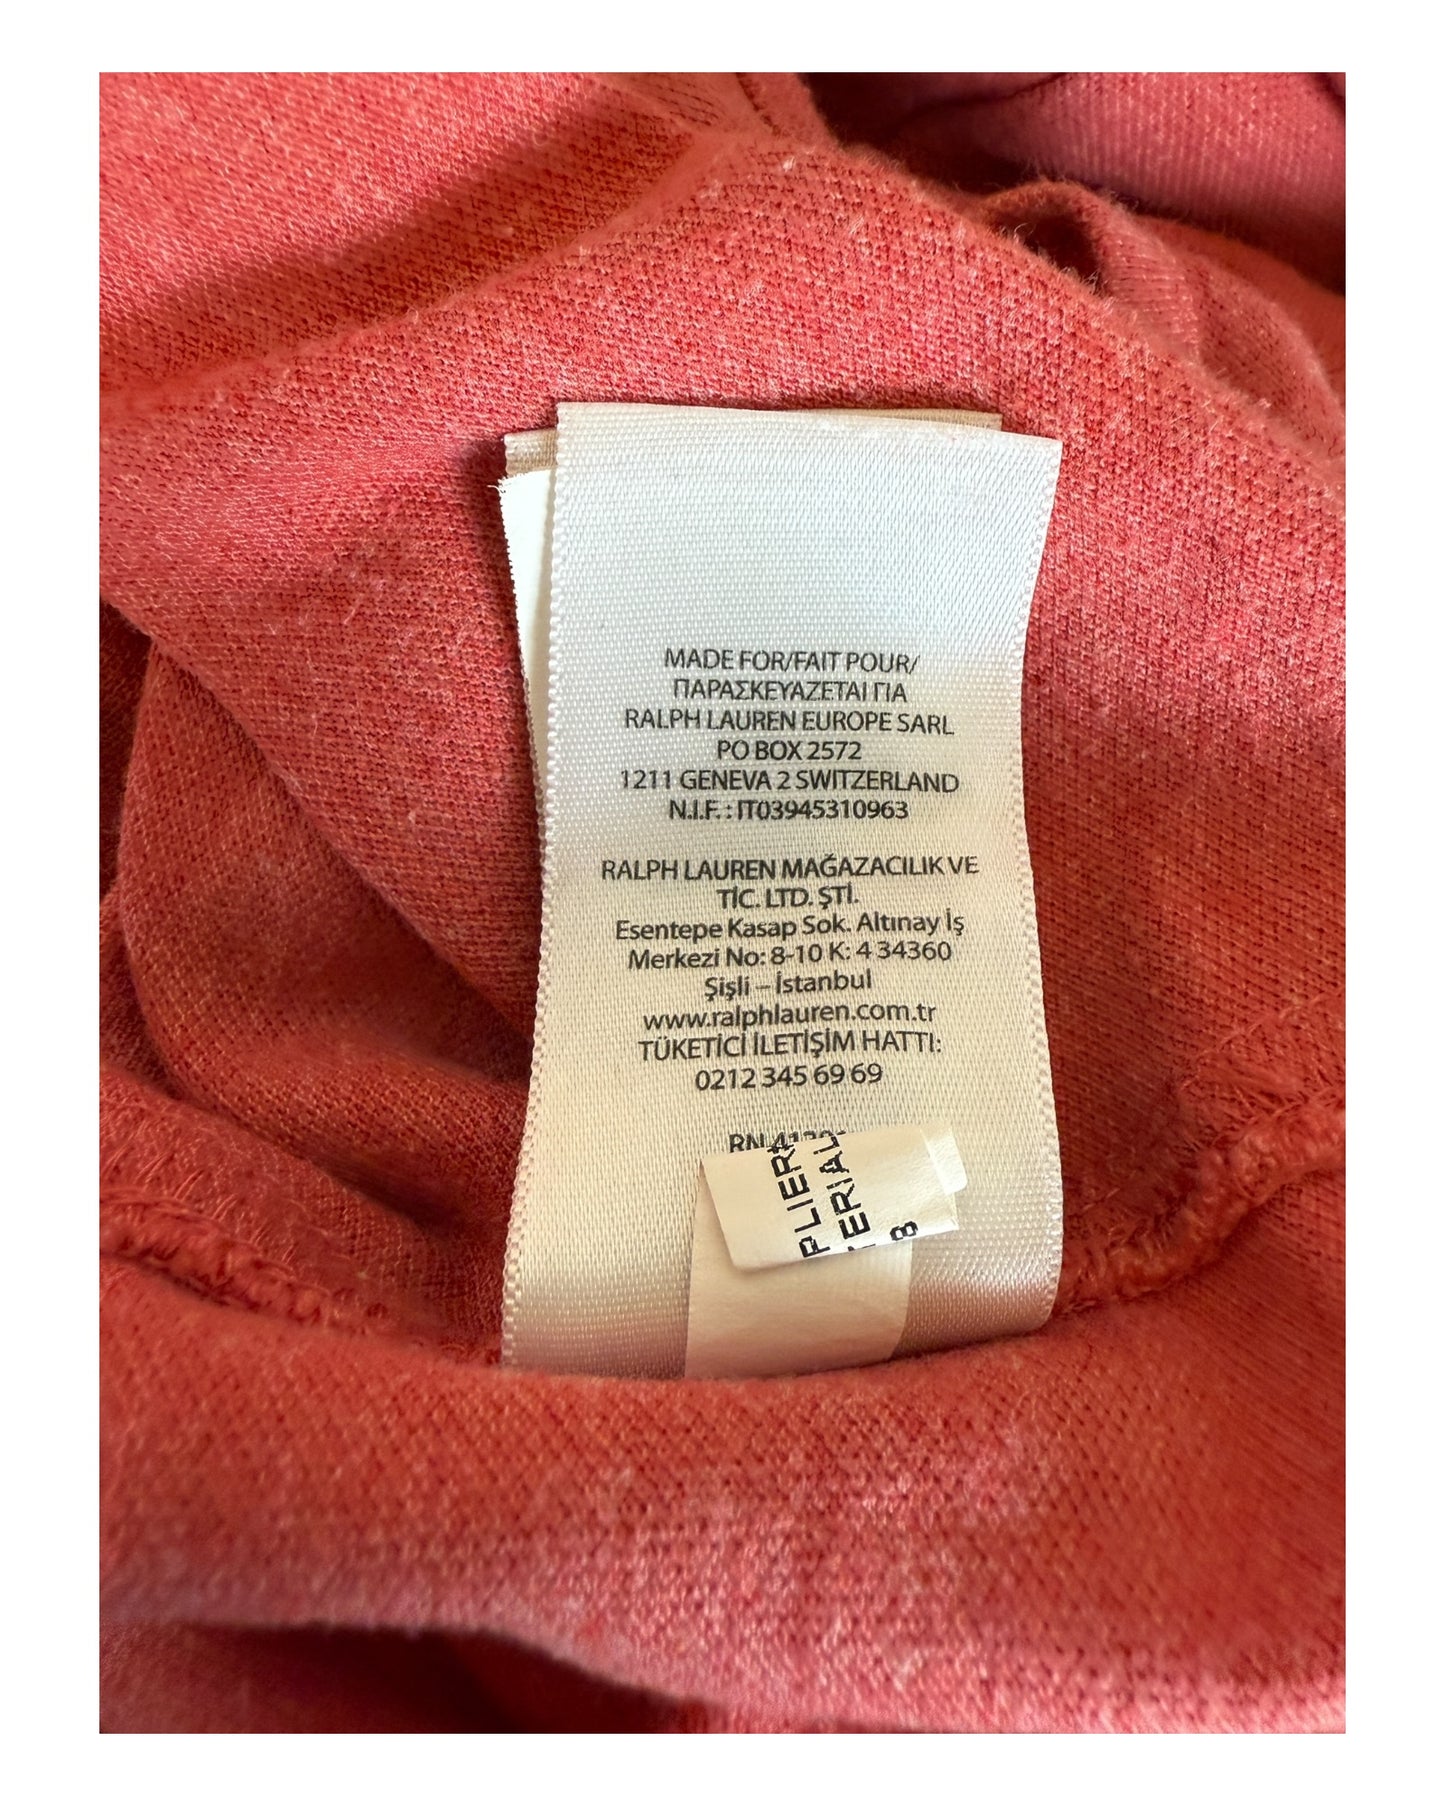 MADE FOR/FAIT POUR/
ΠΑΡΑΣΚΕΥΑΖΕΤΑΙ ΓΙΑ
RALPH LAUREN EUROPE SARL
PO BOX 2572
1211 GENEVA 2 SWITZERLAND
N.I.F. : IT03945310963
RALPH LAUREN MAĞAZACILIK VE
TİC. LTD. ŞTİ.
Esentepe Kasap Sok. Altınay İş
Merkezi No: 8-10 K: 4 34360
Şişli – İstanbul
www.ralphlauren.com.tr
TÜKETİCİ İLETİŞİM HATTI:
0212 345 69 69
RN
8